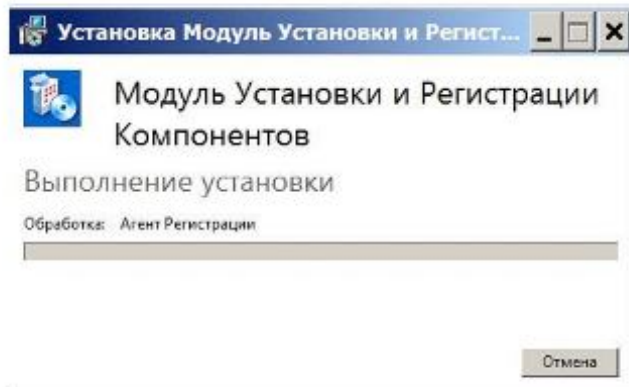 Установка Модуль Установки и Регист...
Модуль Установки и Регистрации
Компонентов
Выполнение установки
Обработка: Агент Регистрации
Отмена